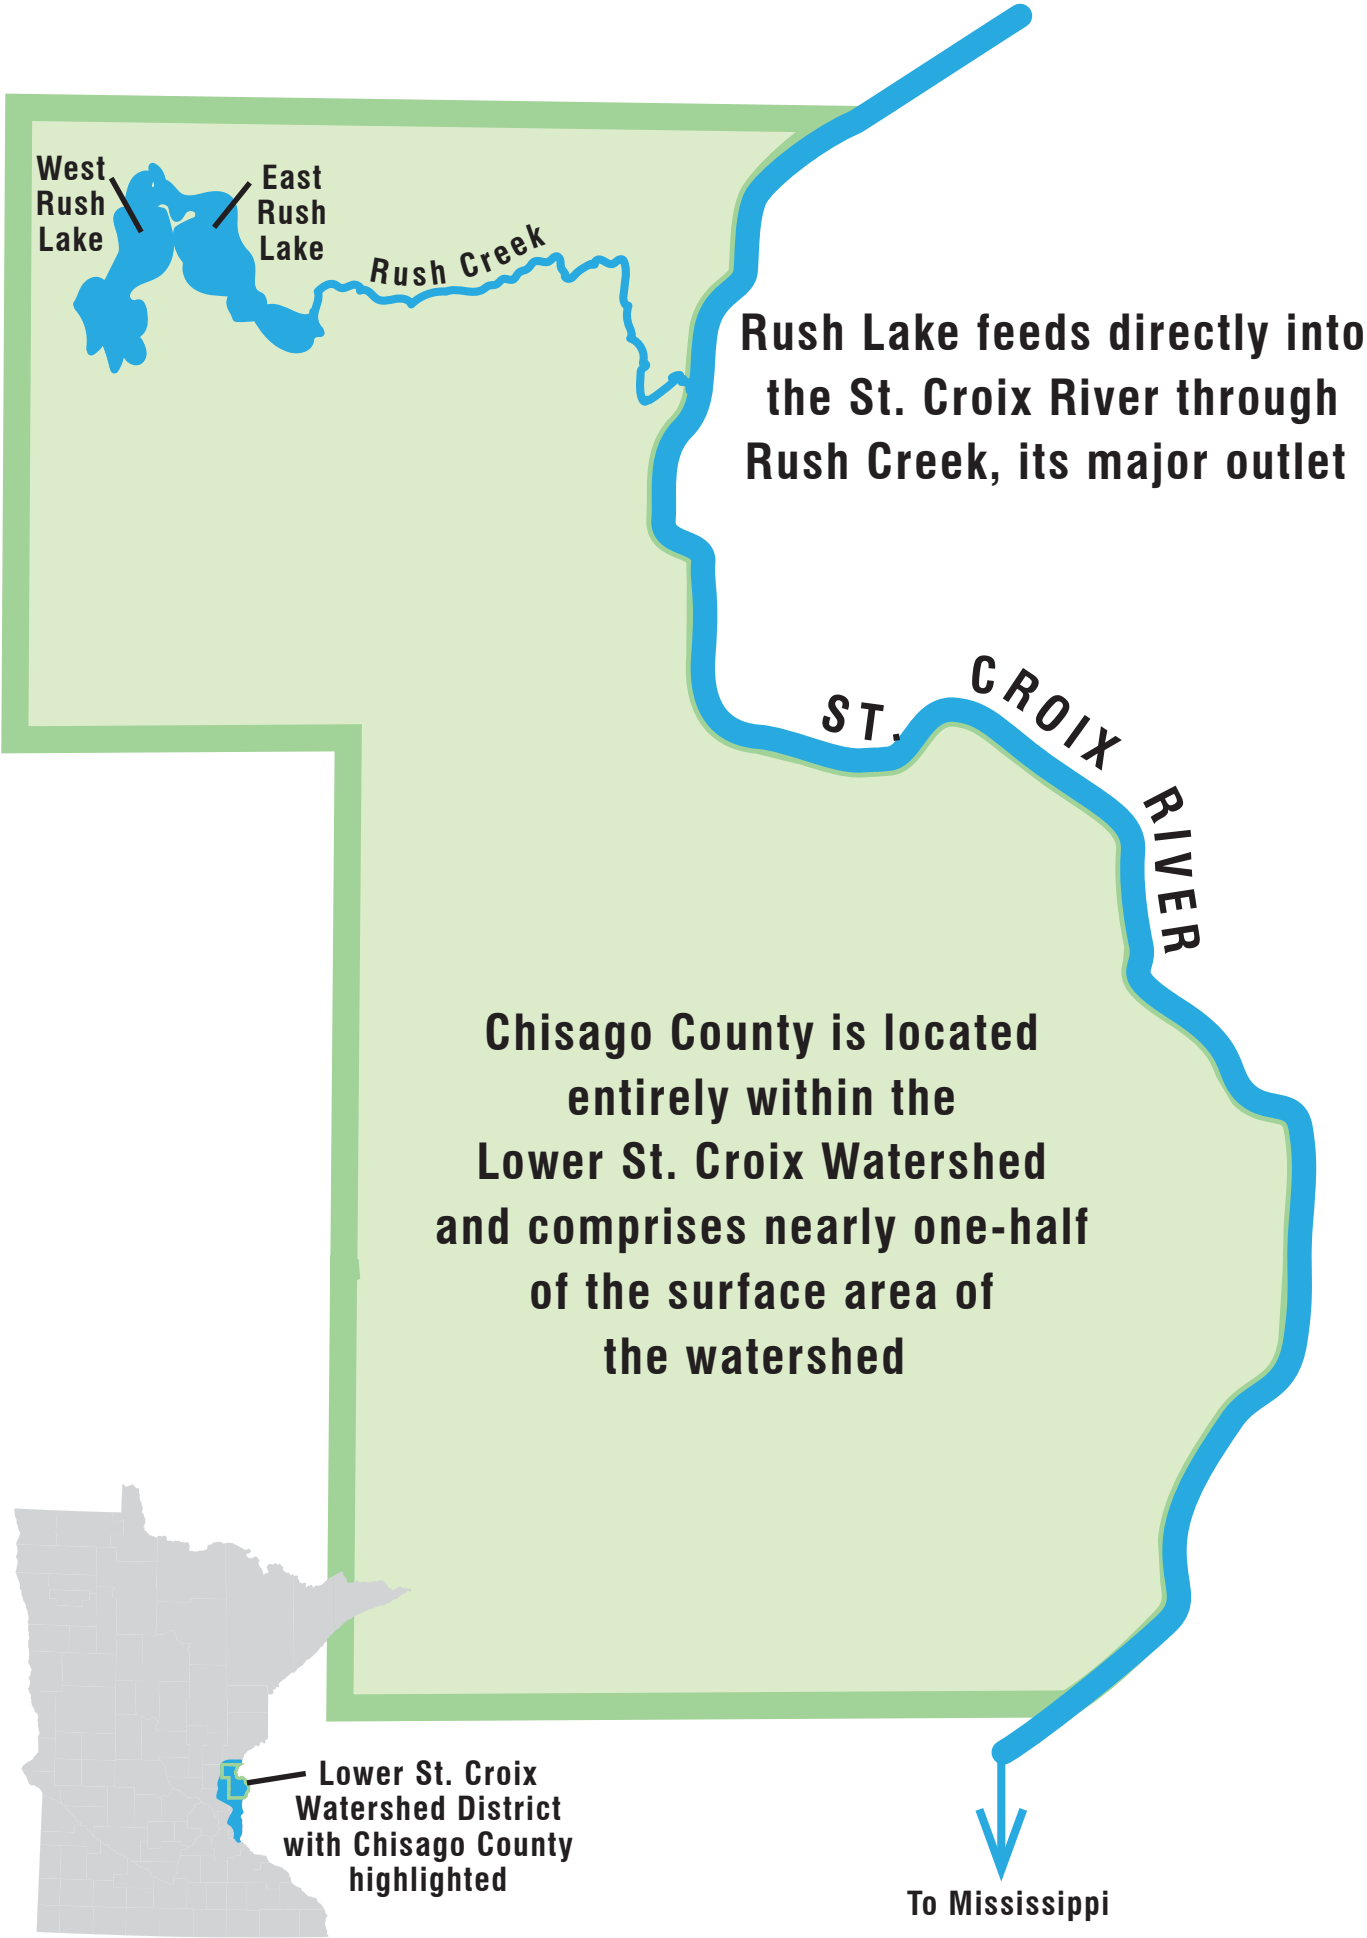 West
Rush
Lake
East
Rush
Lake
Rush Creek
Rush Lake feeds directly into
the St. Croix River through
Rush Creek, its major outlet
ST. CROIX RIVER
Chisago County is located
entirely within the
Lower St. Croix Watershed
and comprises nearly one-half
of the surface area of
the watershed
Lower St. Croix
Watershed District
with Chisago County
highlighted
To Mississippi